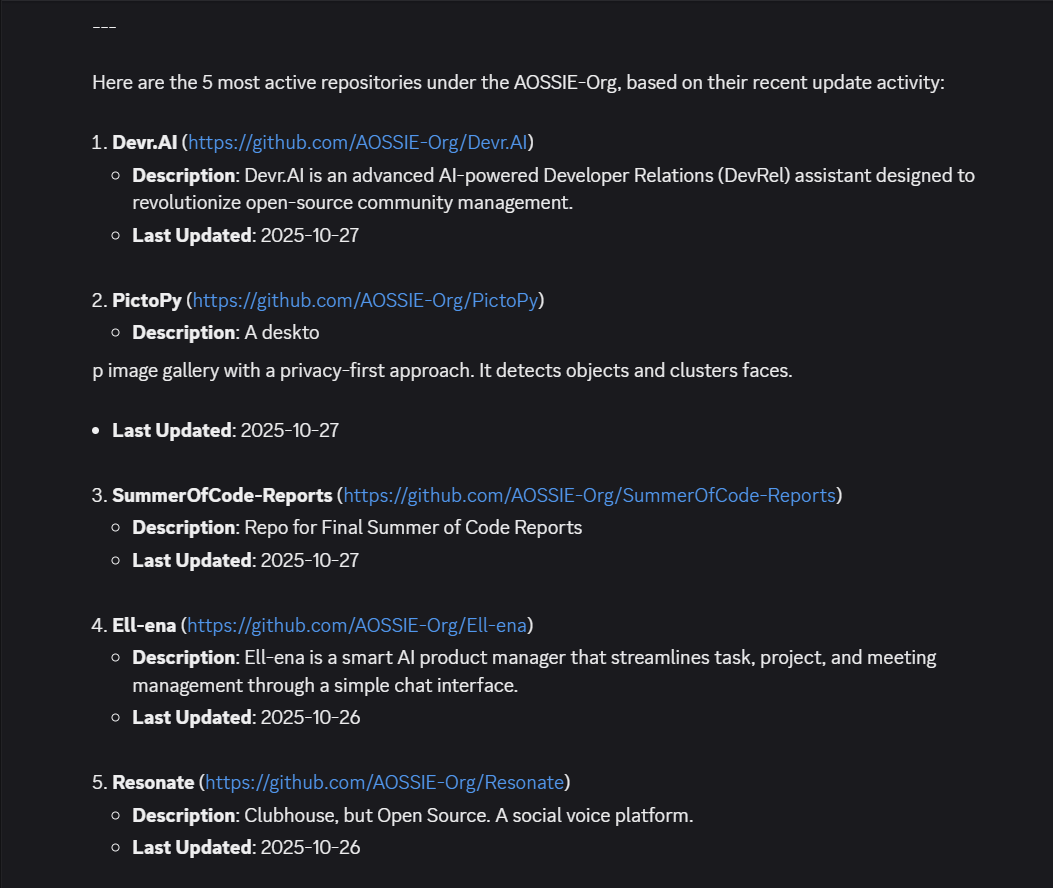 ---
Here are the 5 most active repositories under the AOSSIE-Org, based on their recent update activity:
1. Devr.AI (https://github.com/AOSSIE-Org/Devr.AI)
◦ Description: Devr.AI is an advanced AI-powered Developer Relations (DevRel) assistant designed to
revolutionize open-source community management.
◦ Last Updated: 2025-10-27
2. PictoPy (https://github.com/AOSSIE-Org/PictoPy)
◦ Description: A deskto
p image gallery with a privacy-first approach. It detects objects and clusters faces.
• Last Updated: 2025-10-27
3. SummerOfCode-Reports (https://github.com/AOSSIE-Org/SummerOfCode-Reports)
◦ Description: Repo for Final Summer of Code Reports
◦ Last Updated: 2025-10-27
4. Ell-ena (https://github.com/AOSSIE-Org/Ell-ena)
◦ Description: Ell-ena is a smart AI product manager that streamlines task, project, and meeting
management through a simple chat interface.
◦ Last Updated: 2025-10-26
5. Resonate (https://github.com/AOSSIE-Org/Resonate)
◦ Description: Clubhouse, but Open Source. A social voice platform.
◦ Last Updated: 2025-10-26